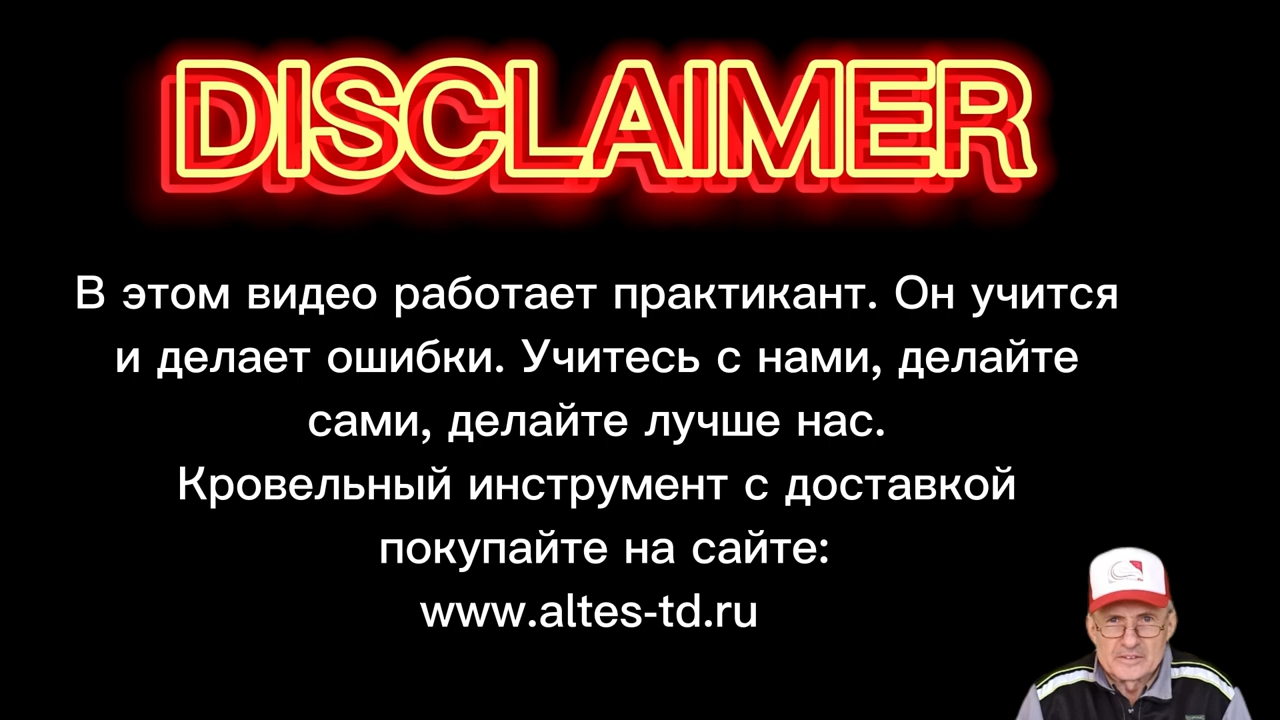 DISCLAIMER
В этом видео работает практикант. Он учится
и делает ошибки. Учитесь с нами, делайте
сами, делайте лучше нас.
Кровельный инструмент с доставкой
покупайте на сайте:
www.altes-td.ru